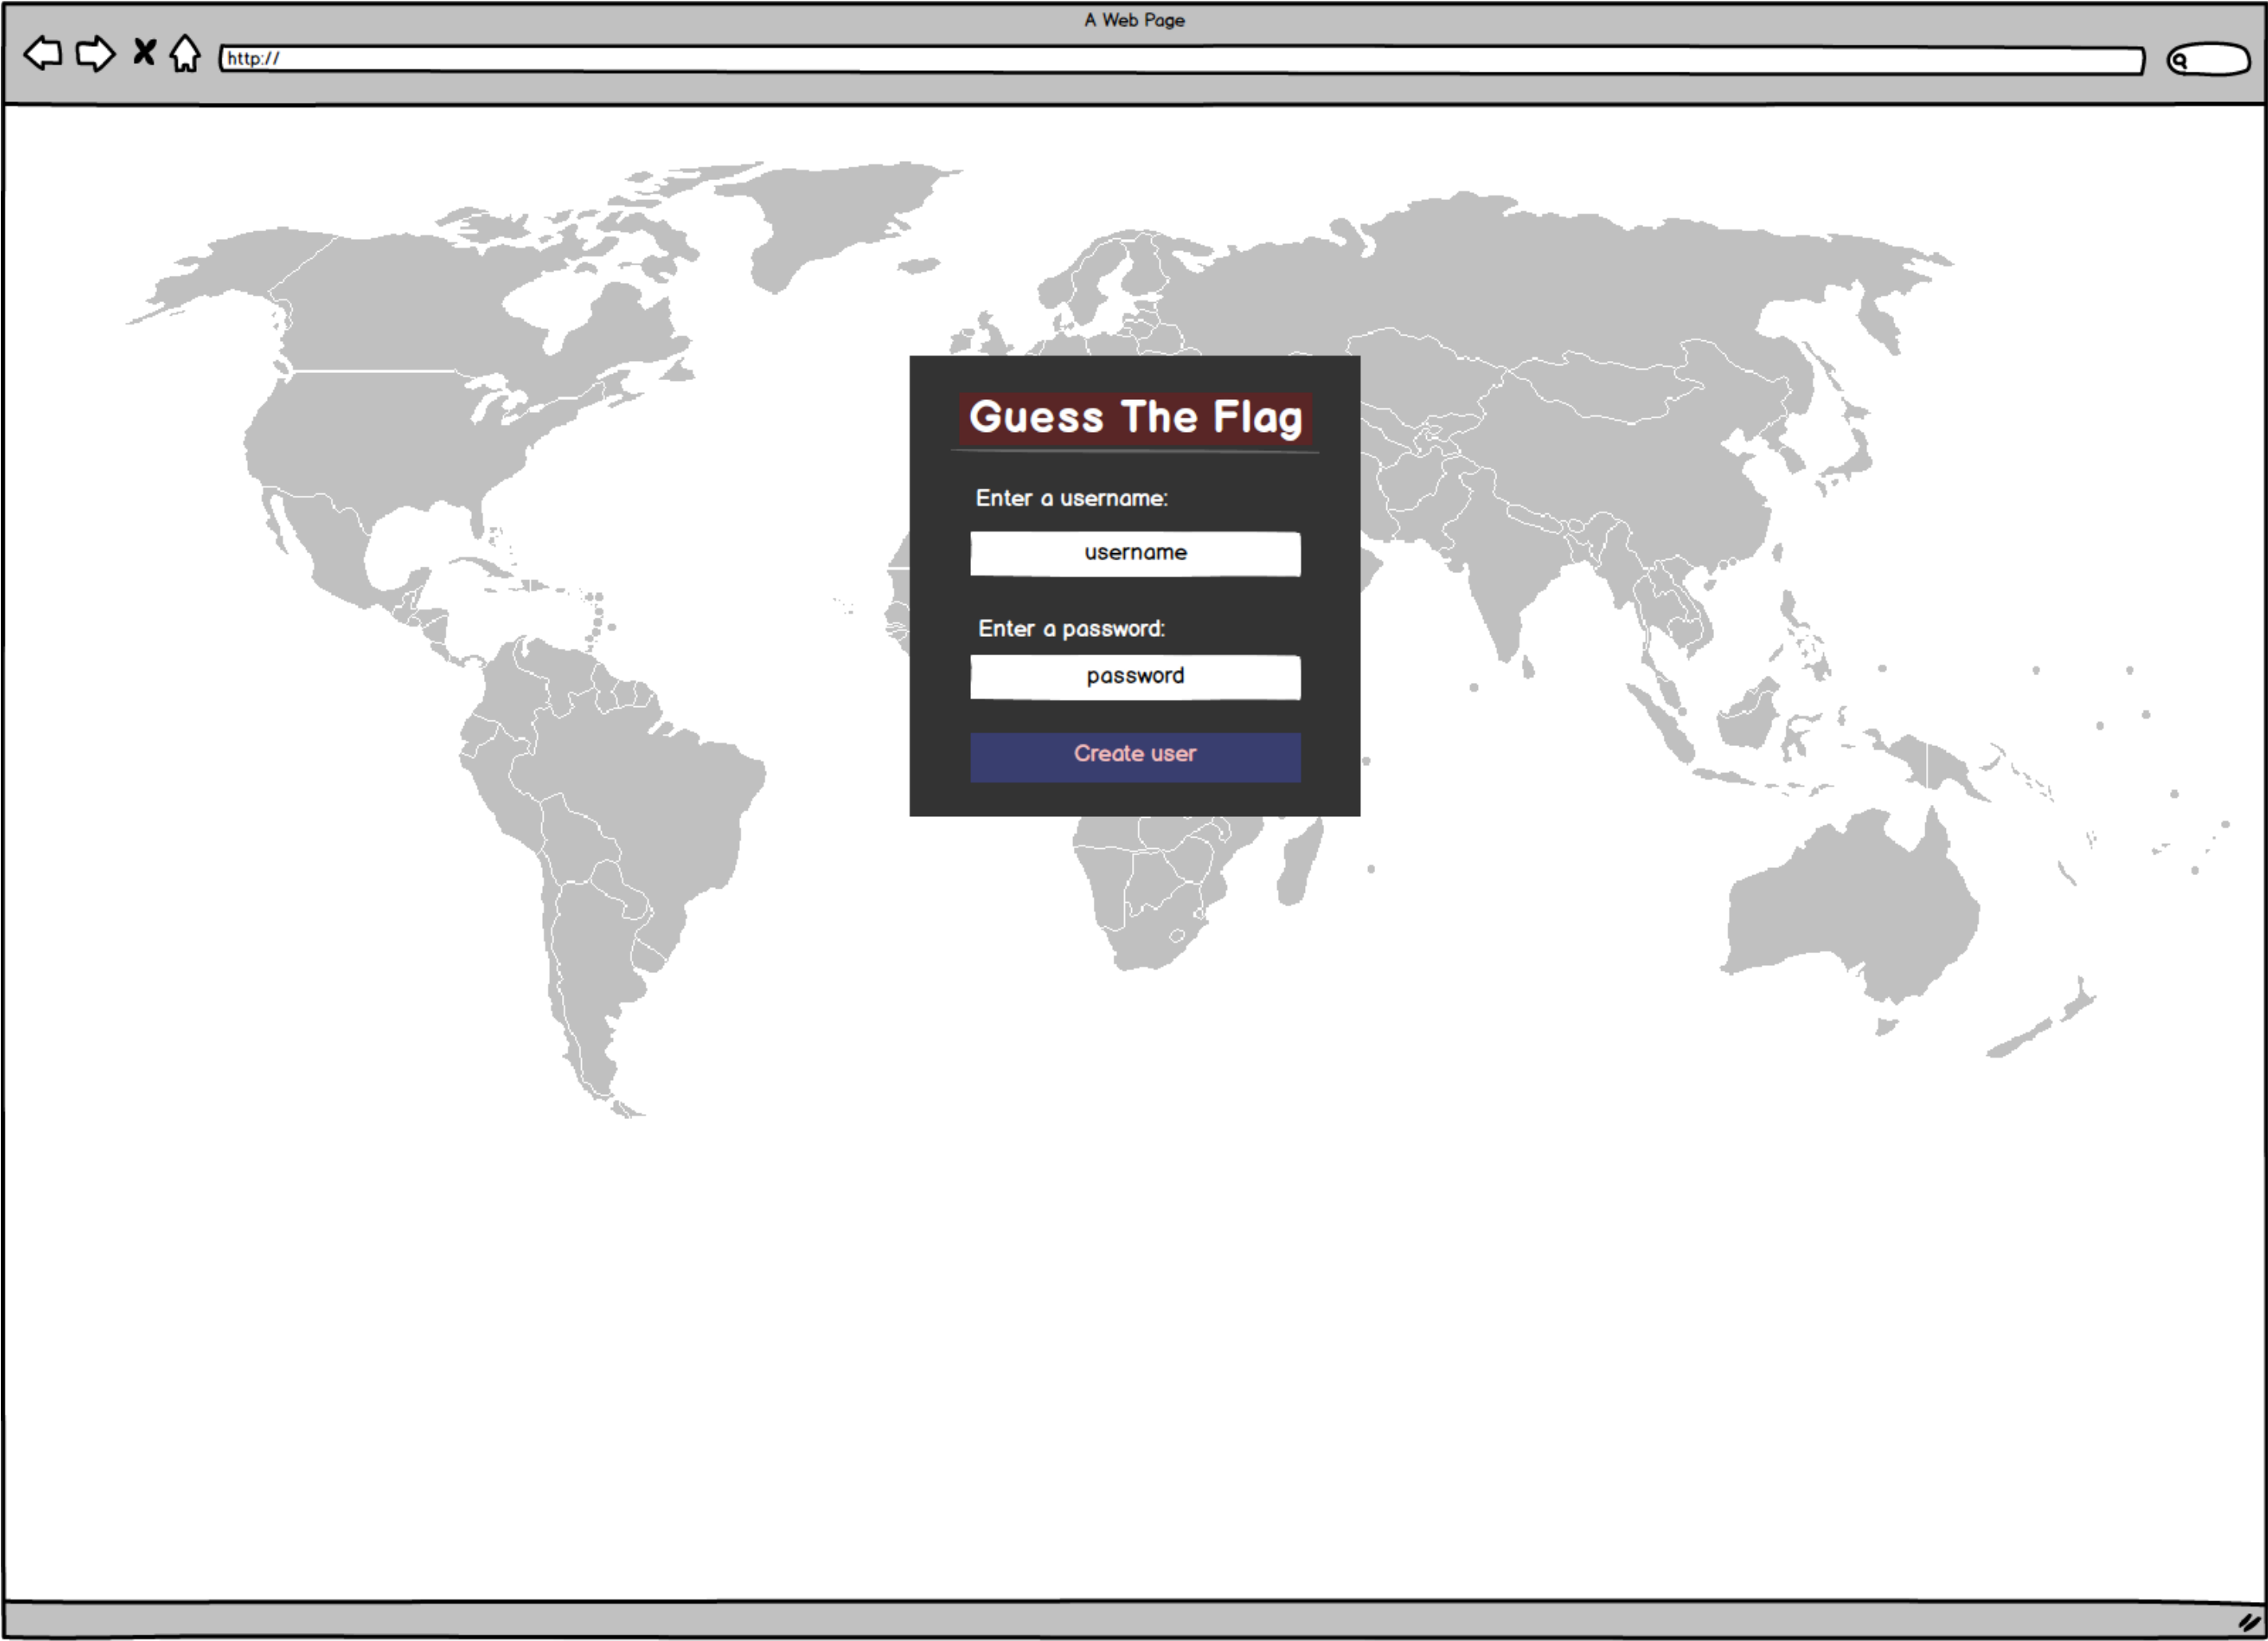 A Web Page
http://
Guess The Flag
Enter a username:
username
Enter a password:
password
Create user